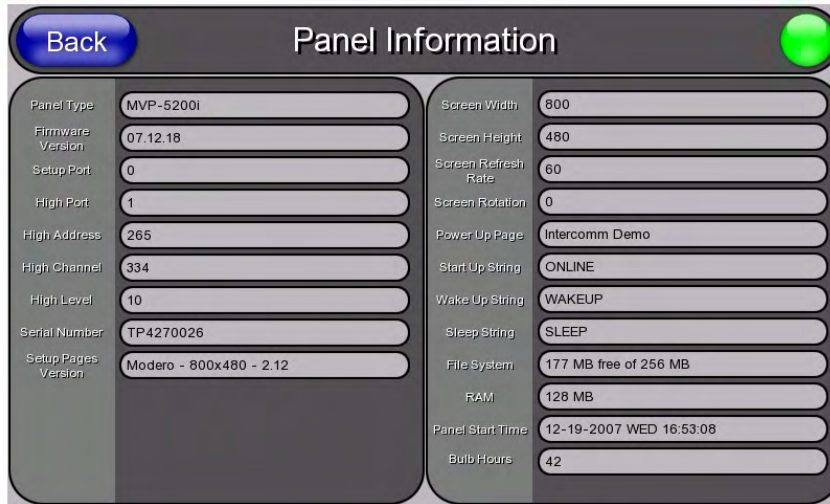 Back
Panel Information
Panel Type
MVP-5200i
Firmware
Version
07.12.18
Setup Port
0
High Port
1
High Address
265
High Channel
334
High Level
10
Serial Number
TP4270026
Setup Pages
Version
Modero - 800x480 - 2.12
Screen Width
800
Screen Height
480
Screen Refresh
Rate
60
Screen Rotation
0
Power Up Page
Intercomm Demo
Start Up String
ONLINE
Wake Up String
WAKEUP
Sleep String
SLEEP
File System
177 MB free of 256 MB
RAM
128 MB
Panel Start Time
12-19-2007 WED 16:53:08
Bulb Hours
42